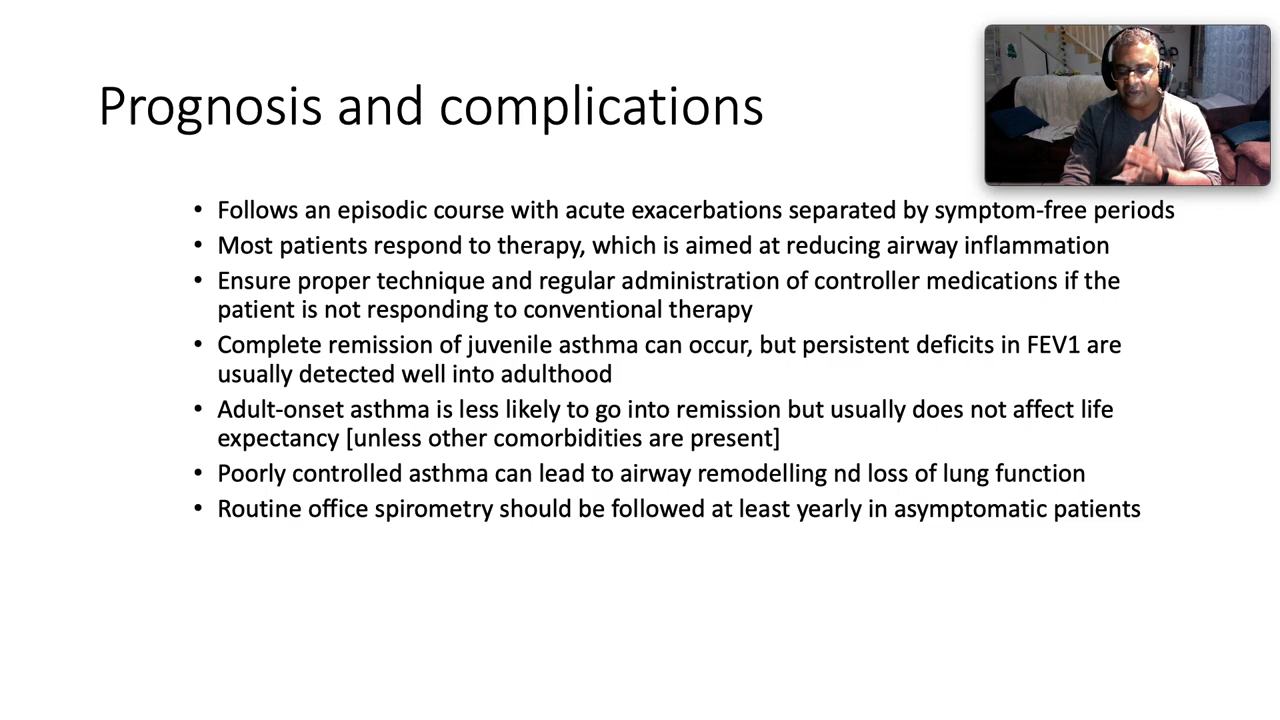 Prognosis and complications
• Follows an episodic course with acute exacerbations separated by symptom-free periods
• Most patients respond to therapy, which is aimed at reducing airway inflammation
• Ensure proper technique and regular administration of controller medications if the
patient is not responding to conventional therapy
• Complete remission of juvenile asthma can occur, but persistent deficits in FEV1 are
usually detected well into adulthood
• Adult-onset asthma is less likely to go into remission but usually does not affect life
expectancy [unless other comorbidities are present]
• Poorly controlled asthma can lead to airway remodelling nd loss of lung function
• Routine office spirometry should be followed at least yearly in asymptomatic patients